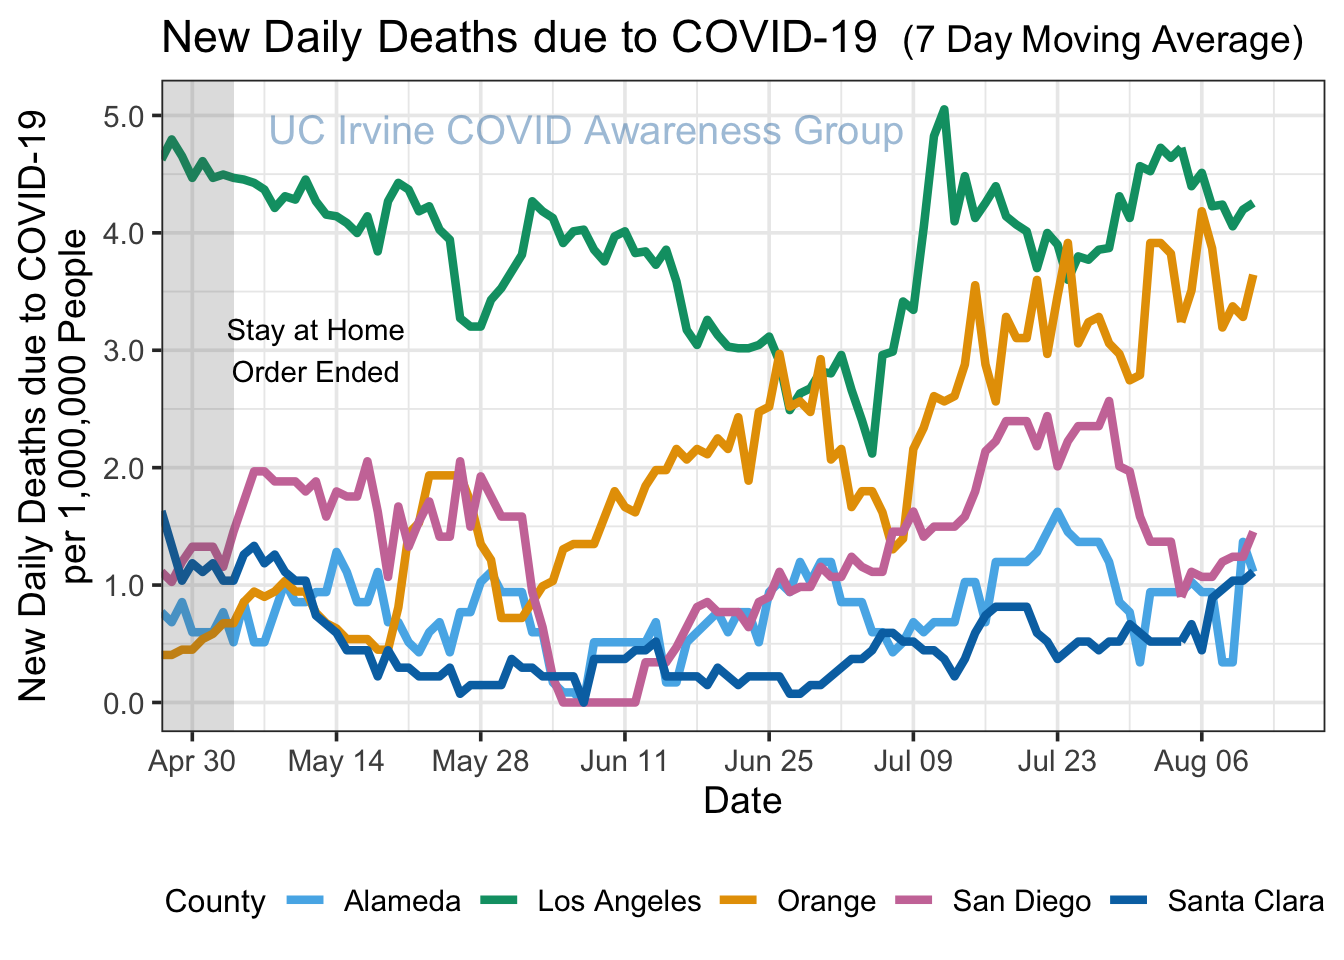 New Daily Deaths due to COVID-19 (7 Day Moving Average)
UC Irvine COVID Awareness Group
New Daily Deaths due to COVID-19
per 1,000,000 People
5.0
4.0
3.0
2.0
1.0
0.0
Stay at Home
Order Ended
Apr 30 May 14 May 28 Jun 11 Jun 25 Jul 09 Jul 23 Aug 06
Date
County Alameda Los Angeles Orange San Diego Santa Clara